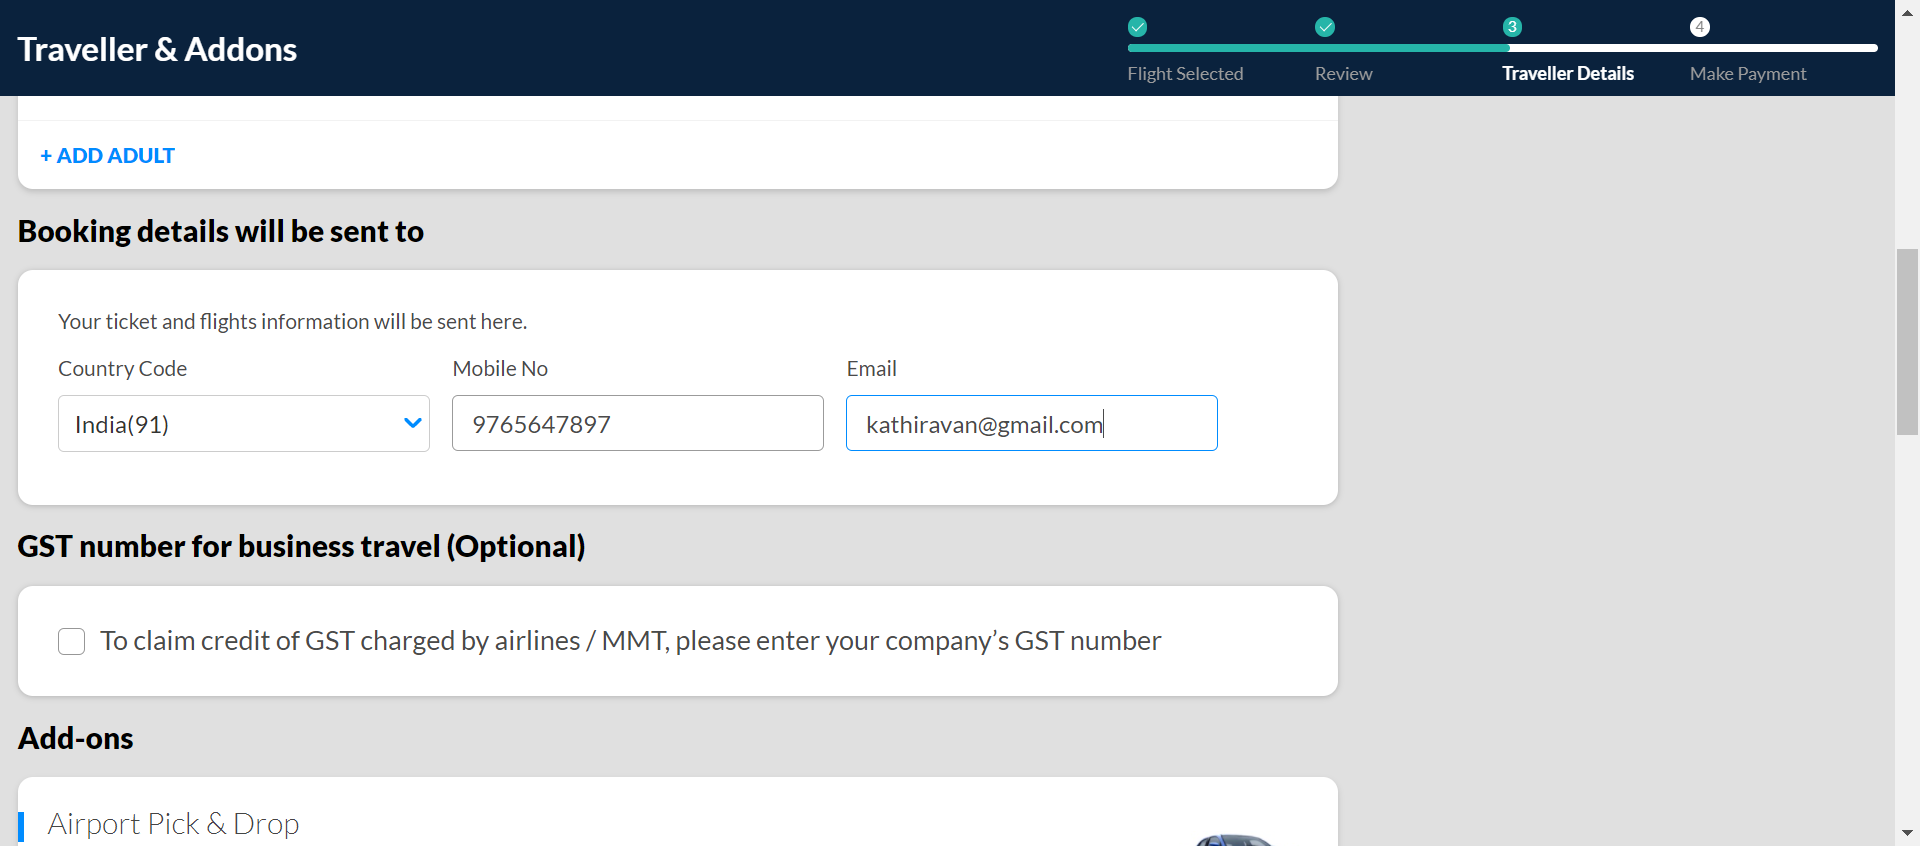 Traveller & Addons
3
4
Flight Selected
Review
Traveller Details
Make Payment
+ ADD ADULT
Booking details will be sent to
Your ticket and flights information will be sent here.
Country Code
Mobile No
Email
India(91)
9765647897
kathiravan@gmail.com
GST number for business travel (Optional)
To claim credit of GST charged by airlines / MMT, please enter your company’s GST number
Add-ons
Airport Pick & Drop